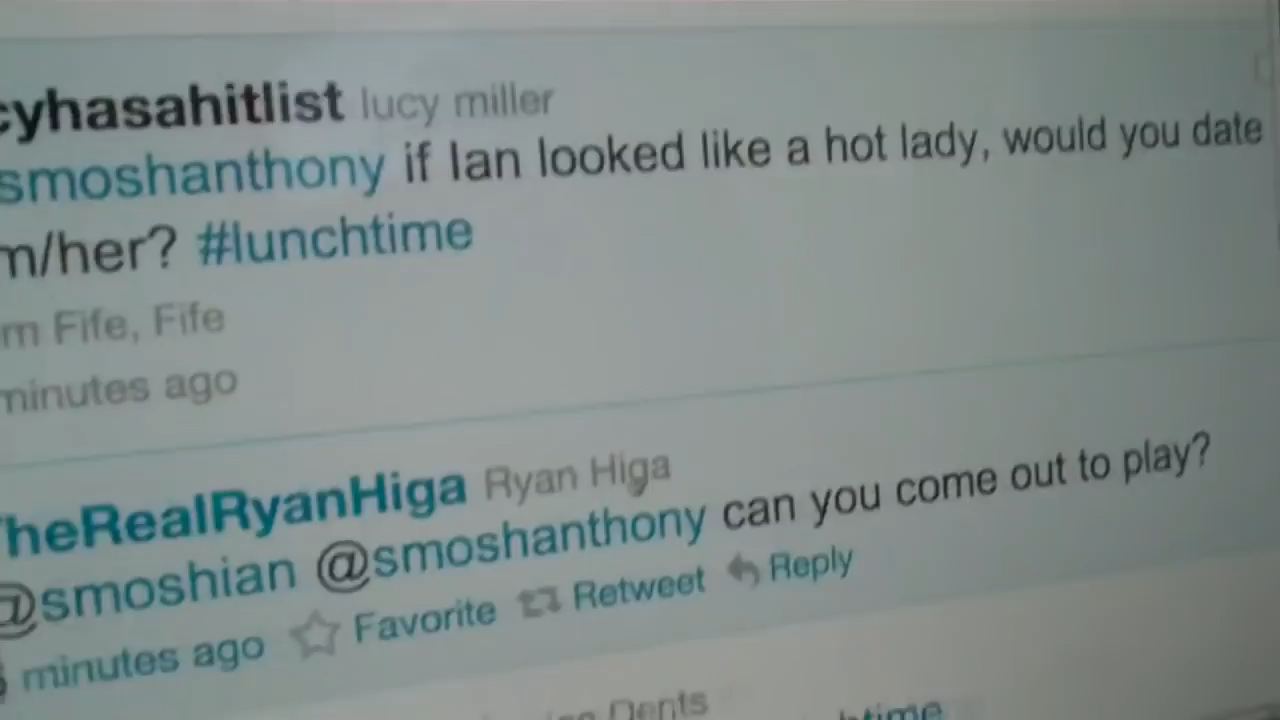 cyhasahitlist lucy miller
smoshanthony if Ian looked like a hot lady, would you date
m/her? #lunchtime
m Fife, Fife
minutes ago
TheRealRyanHiga Ryan Higa
@smoshian @smoshanthony can you come out to play?
minutes ago Favorite Retweet Reply
Dents